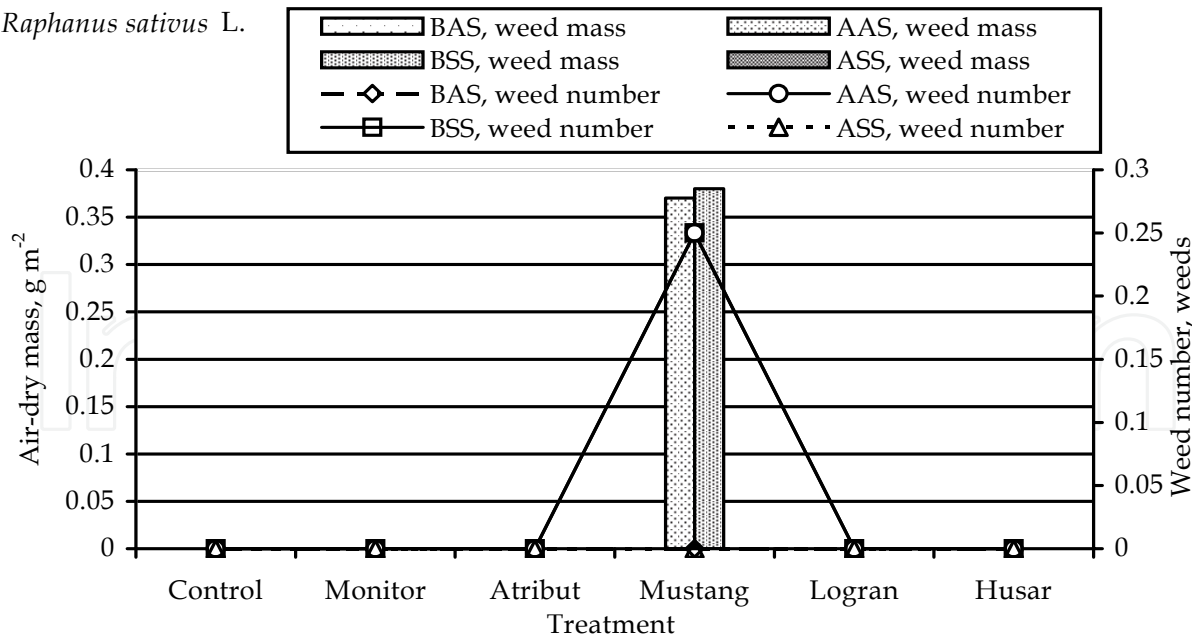 Raphanus sativus L.
BAS, weed mass
AAS, weed mass
BSS, weed mass
ASS, weed mass
BAS, weed number
AAS, weed number
BSS, weed number
ASS, weed number
0.4
0.35
0.3
0.25
0.2
0.15
0.1
0.05
0
Air-dry mass, g m-2
0.3
0.25
0.2
0.15
0.1
0.05
0
Weed number, weeds
Control Monitor Atribut Mustang Logran Husar
Treatment